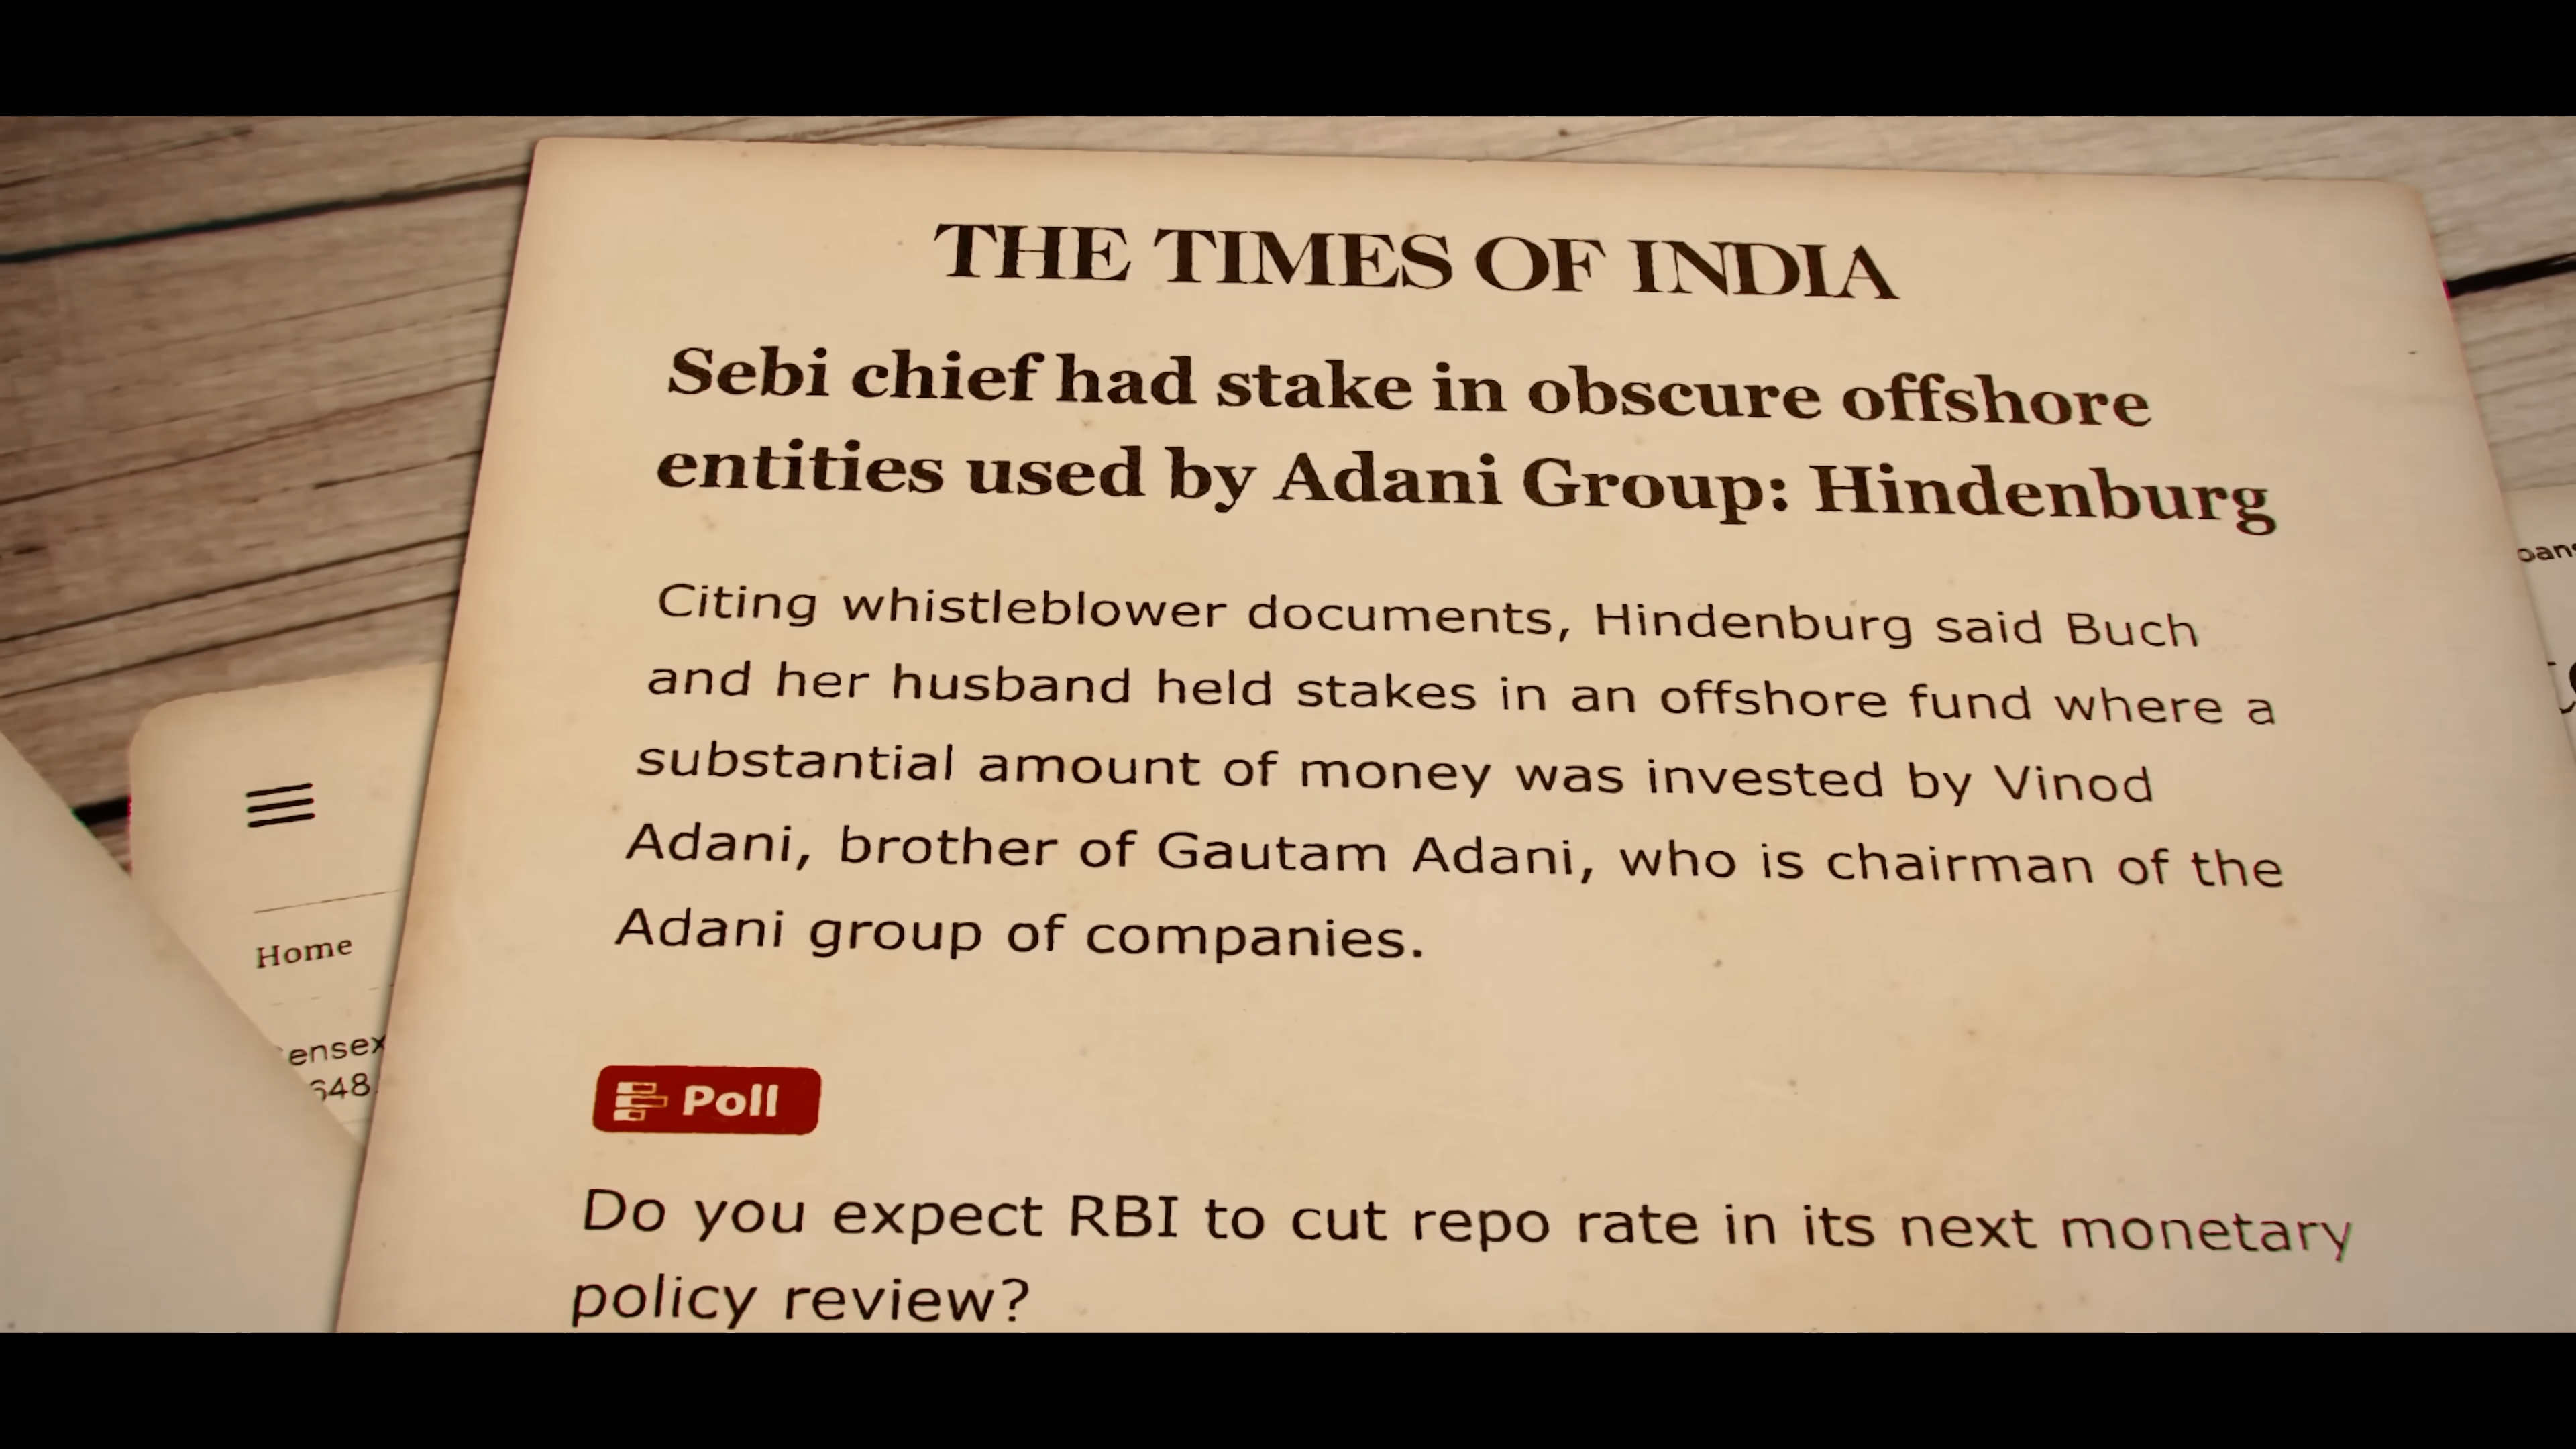 THE TIMES OF INDIA
Sebi chief had stake in obscure offshore
entities used by Adani Group: Hindenburg
Citing whistleblower documents, Hindenburg said Buch
and her husband held stakes in an offshore fund where a
substantial amount of money was invested by Vinod
Adani, brother of Gautam Adani, who is chairman of the
Adani group of companies.
Poll
Do you expect RBI to cut repo rate in its next monetary
policy review?
Home